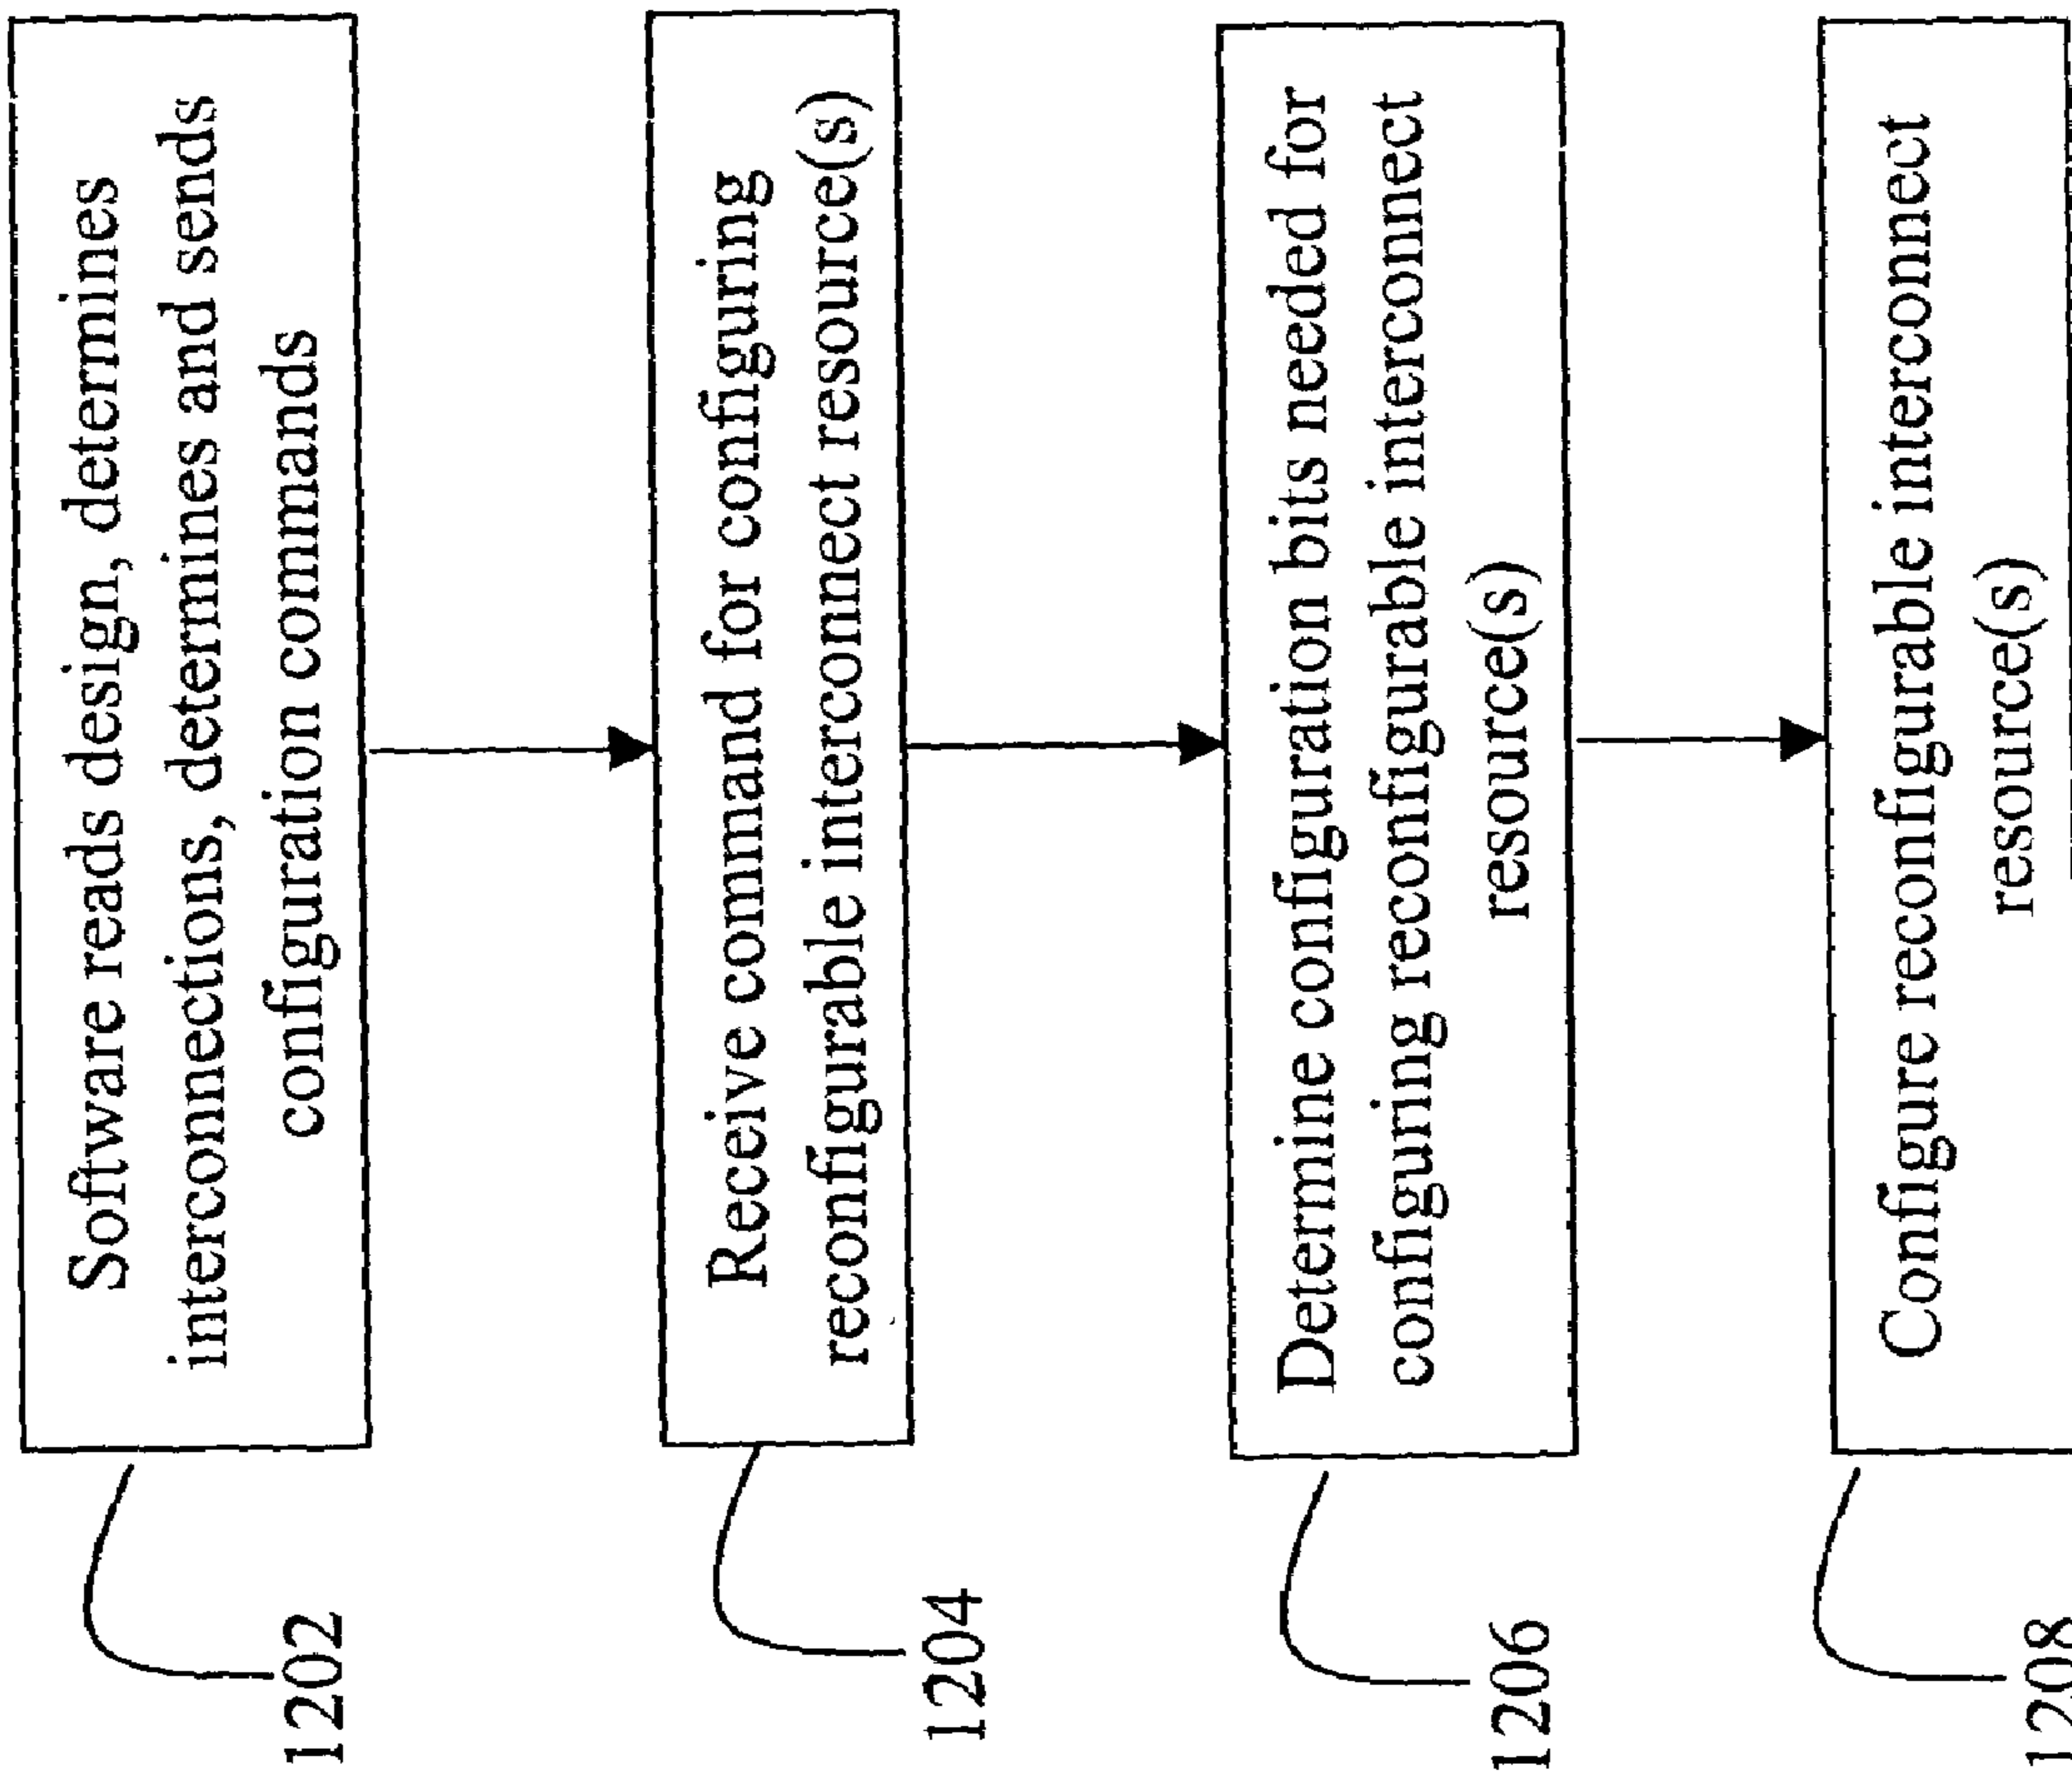 Software reads design, determines
interconnections, determines and sends
configuration commands
1202
Receive command for configuring
reconfigurable interconnect resource(s)
1204
Determine configuration bits needed for
configuring reconfigurable interconnect
resource(s)
1206
Configure reconfigurable interconnect
resource(s)
1208